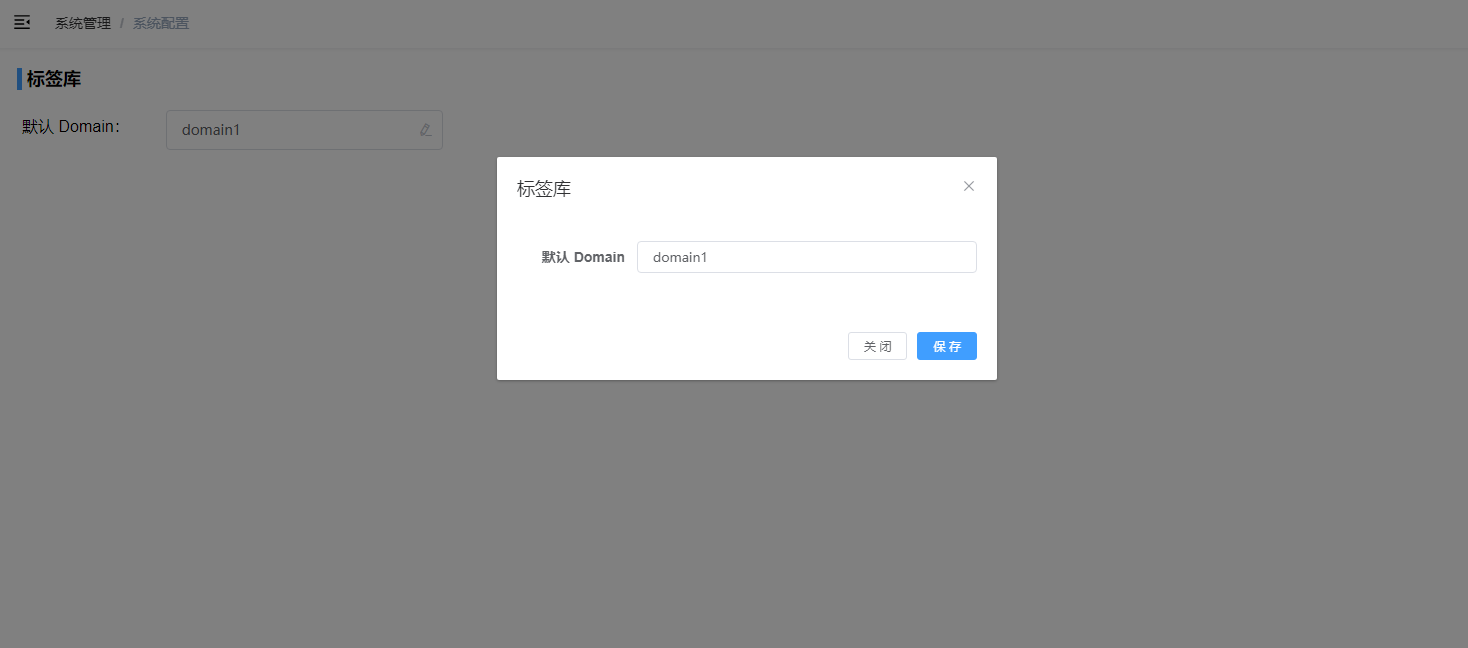 系统管理 / 系统配置
标签库
默认 Domain：
domain1
标签库
默认 Domain
domain1
关闭
保存